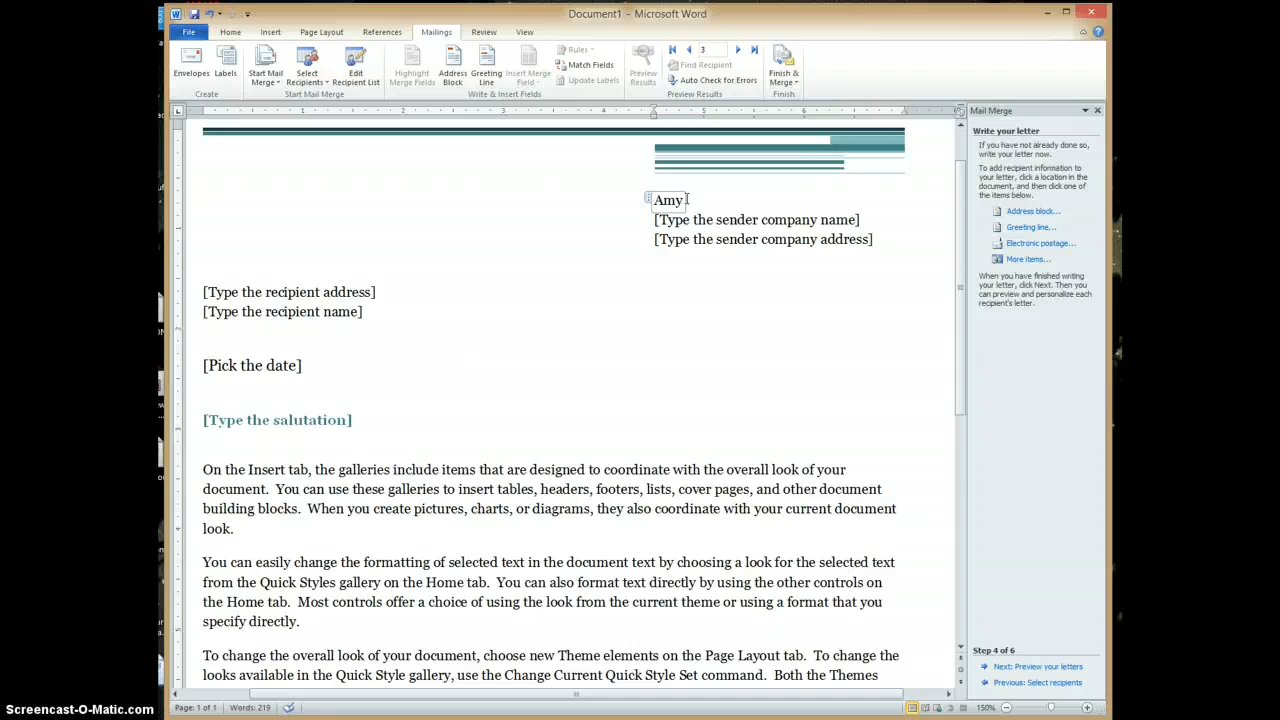 Document1 - Microsoft Word
File Home Insert Page Layout References Mailings Review View
Envelopes Labels Start Mail Merge Select Recipients Edit Recipient List Highlight Merge Fields Address Block Greeting Line Insert Merge Field Rules Match Fields Update Labels Preview Results 3 Find Recipient Auto Check for Errors Finish & Merge
Create Start Mail Merge Write & Insert Fields Preview Results Finish
Mail Merge
Write your letter
If you have not already done so,
write your letter now.
To add recipient information to
your letter, click a location in the
document, and then click one of
the items below.
Address block...
Greeting line...
Electronic postage...
More items...
When you have finished writing
your letter, click Next. Then you
can preview and personalize each
recipient's letter.
Step 4 of 6
Next: Preview your letters
Previous: Select recipients
Amy
[Type the sender company name]
[Type the sender company address]
[Type the recipient address]
[Type the recipient name]
[Pick the date]
[Type the salutation]
On the Insert tab, the galleries include items that are designed to coordinate with the overall look of your
document. You can use these galleries to insert tables, headers, footers, lists, cover pages, and other document
building blocks. When you create pictures, charts, or diagrams, they also coordinate with your current document
look.
You can easily change the formatting of selected text in the document text by choosing a look for the selected text
from the Quick Styles gallery on the Home tab. You can also format text directly by using the other controls on
the Home tab. Most controls offer a choice of using the look from the current theme or using a format that you
specify directly.
To change the overall look of your document, choose new Theme elements on the Page Layout tab. To change the
looks available in the Quick Style gallery, use the Change Current Quick Style Set command. Both the Themes
Page: 1 of 1 Words: 219 150%
Screencast-O-Matic.com